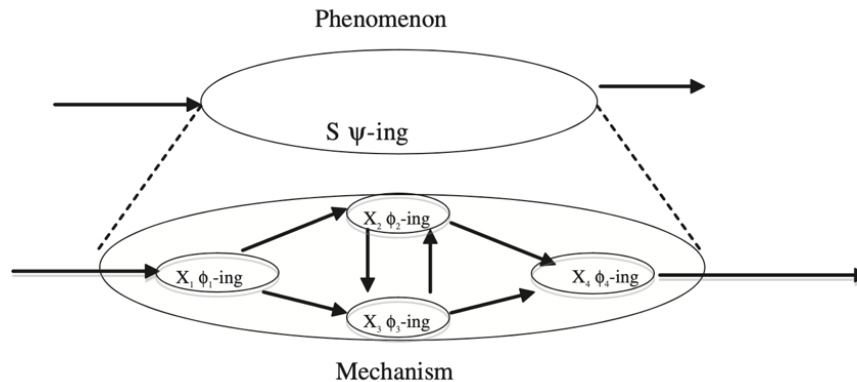 Phenomenon
S ψ-ing
X₂ ϕ₂-ing
X₁ ϕ₁-ing
X₄ ϕ₄-ing
X₃ ϕ₃-ing
Mechanism